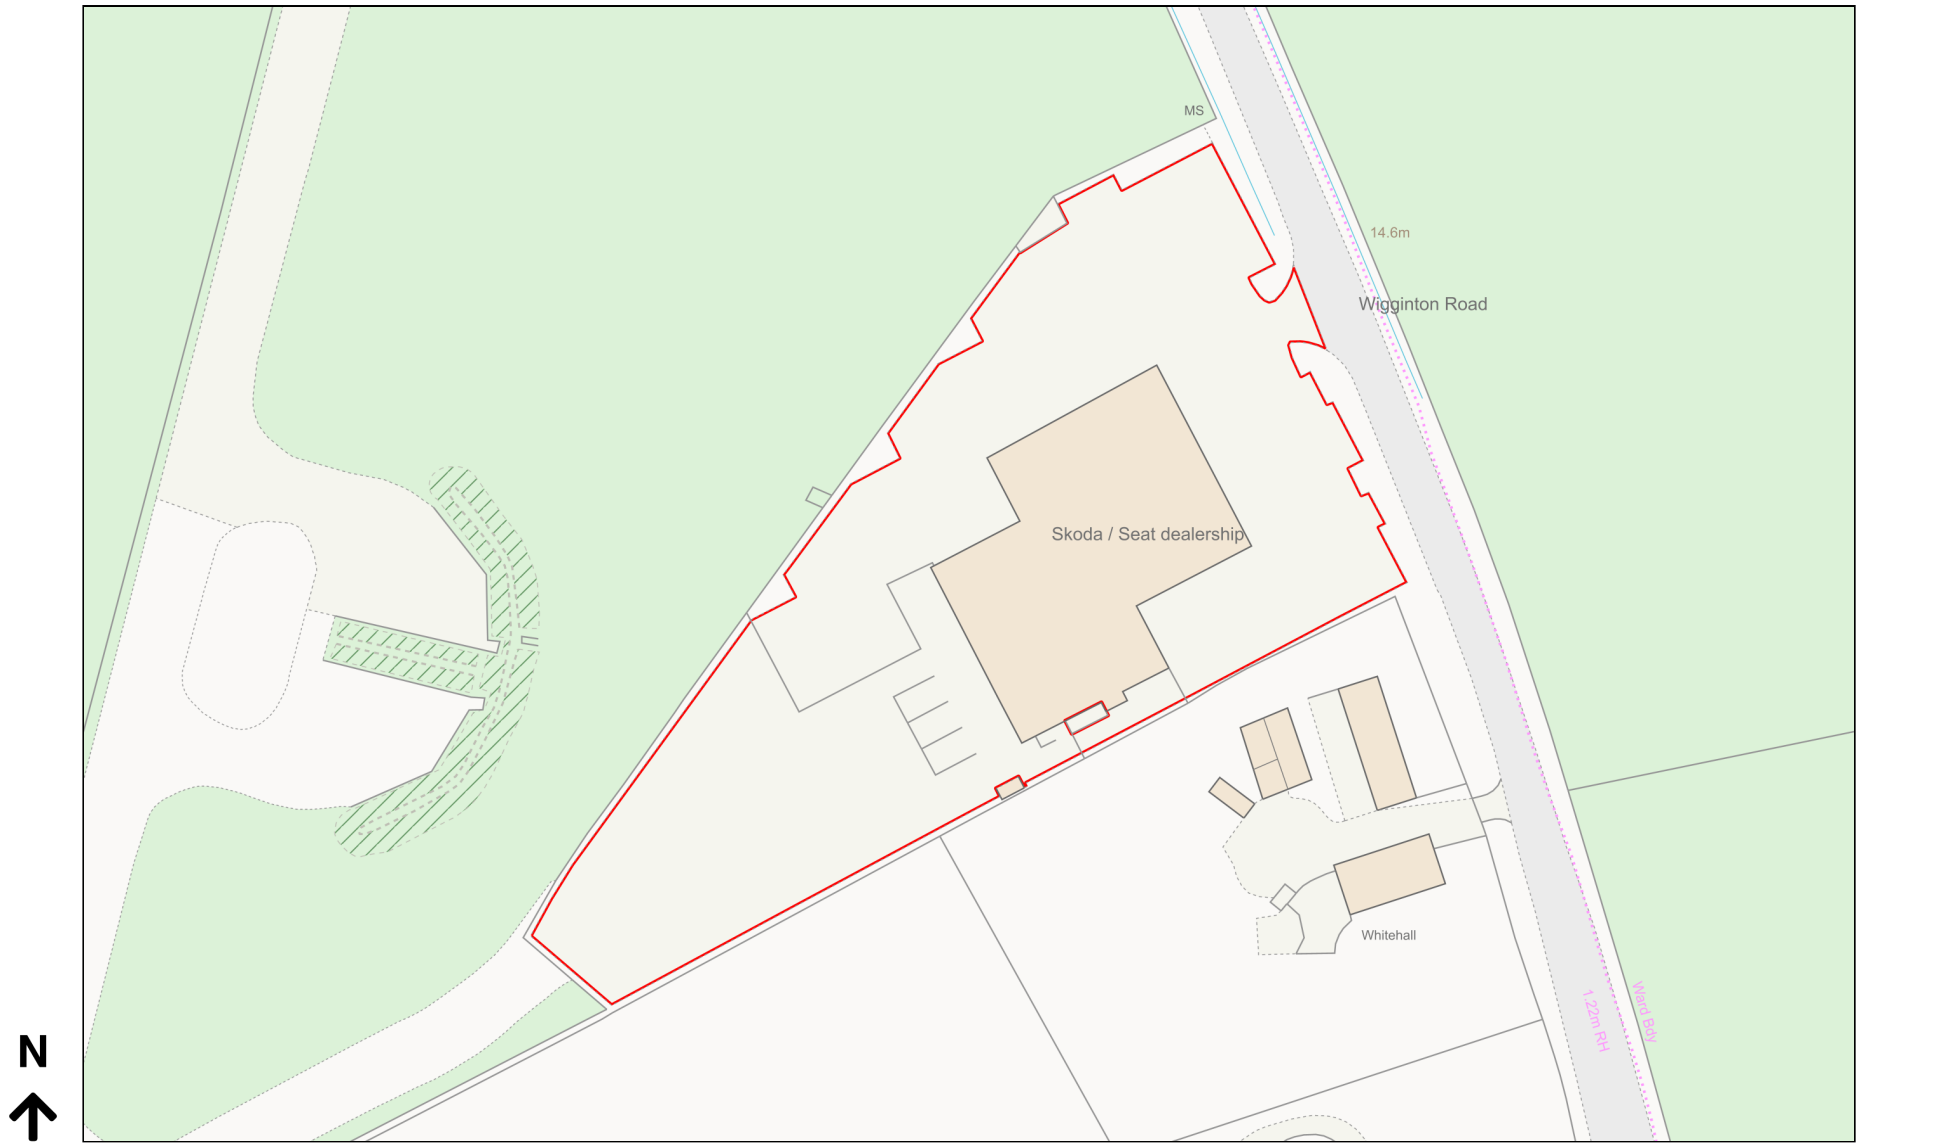 MS
14.6m
Wigginton Road
Skoda / Seat dealership
Whitehall
1.22m RH
Ward Bdy
N